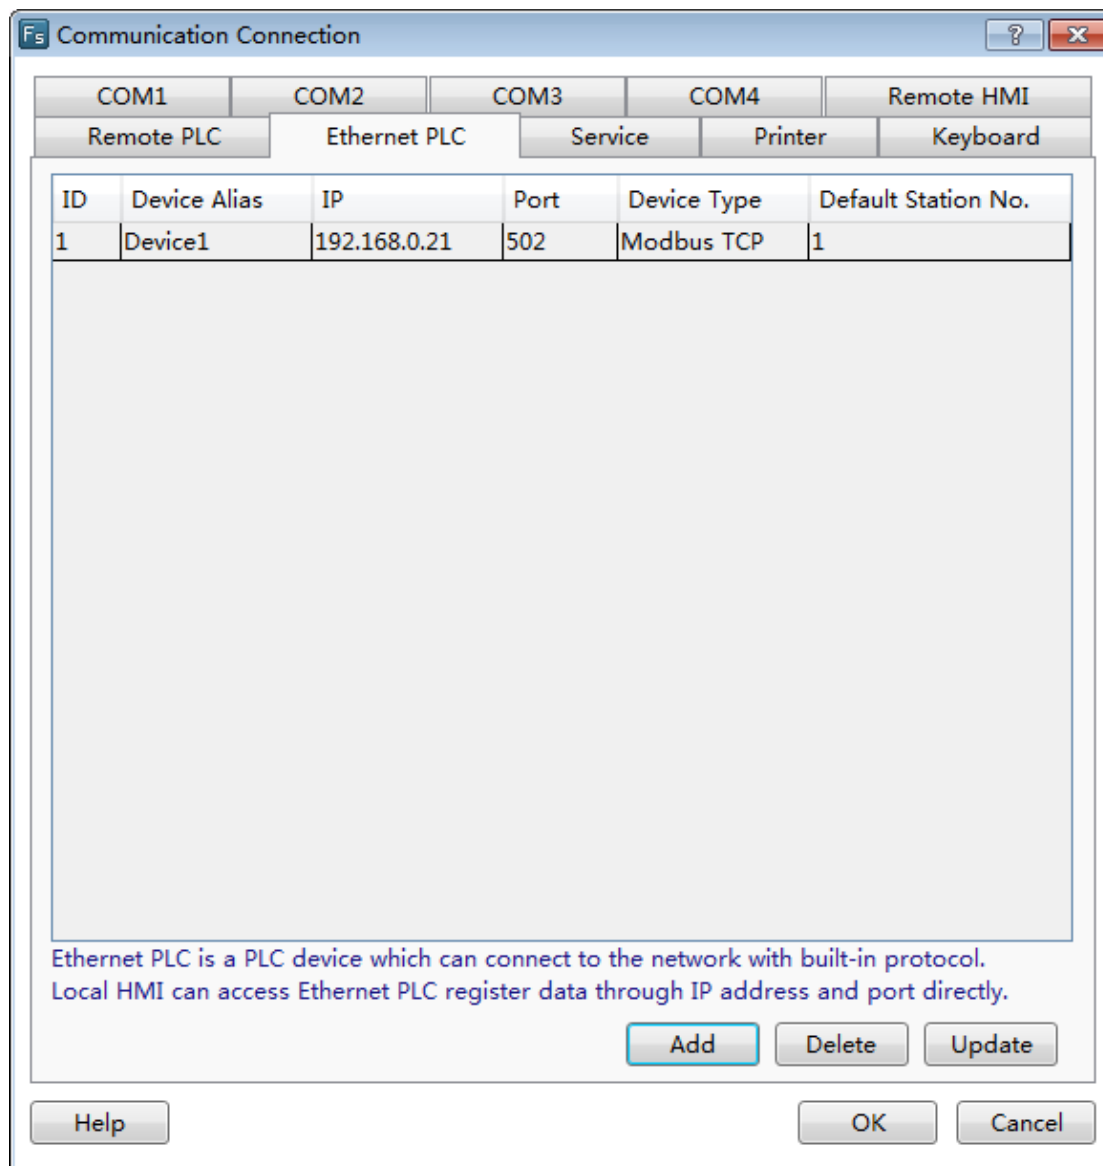 Fs Communication Connection ?
COM1 COM2 COM3 COM4 Remote HMI
Remote PLC Ethernet PLC Service Printer Keyboard
ID Device Alias IP Port Device Type Default Station No.
1 Device1 192.168.0.21 502 Modbus TCP 1
Ethernet PLC is a PLC device which can connect to the network with built-in protocol.
Local HMI can access Ethernet PLC register data through IP address and port directly.
Add Delete Update
Help OK Cancel